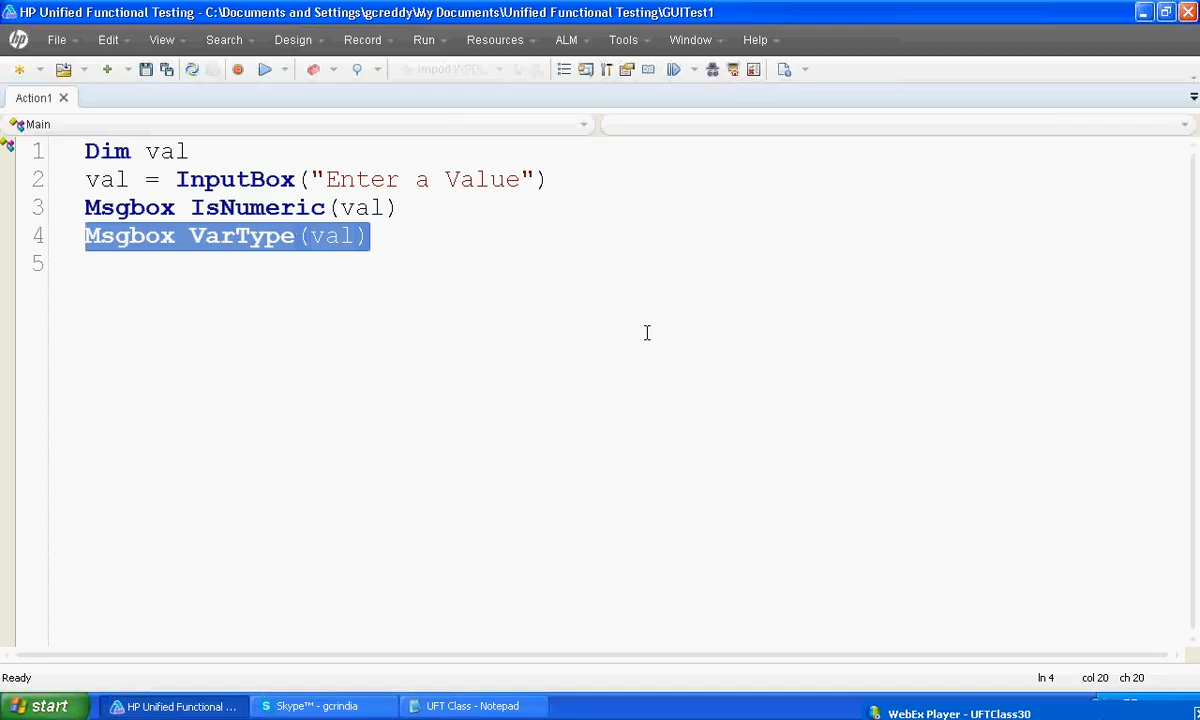 HP Unified Functional Testing - C:\Documents and Settings\gcreddy\My Documents\Unified Functional Testing\GUITest1
hp File Edit View Search Design Record Run Resources ALM Tools Window Help
Action1
Main
1 Dim val
2 val = InputBox("Enter a Value")
3 Msgbox IsNumeric(val)
4 Msgbox VarType(val)
5
Ready ln 4 col 20 ch 20
start HP Unified Functional ... Skype™ - gcrindia UFT Class - Notepad WebEx Player - UFTClass30